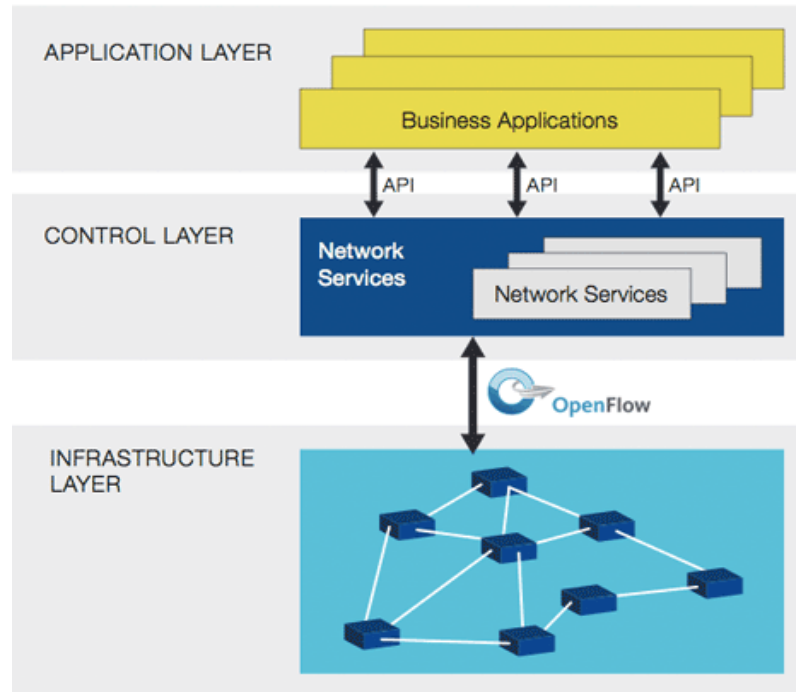 APPLICATION LAYER
Business Applications
API
API
API
CONTROL LAYER
Network
Services
Network Services
OpenFlow
INFRASTRUCTURE
LAYER